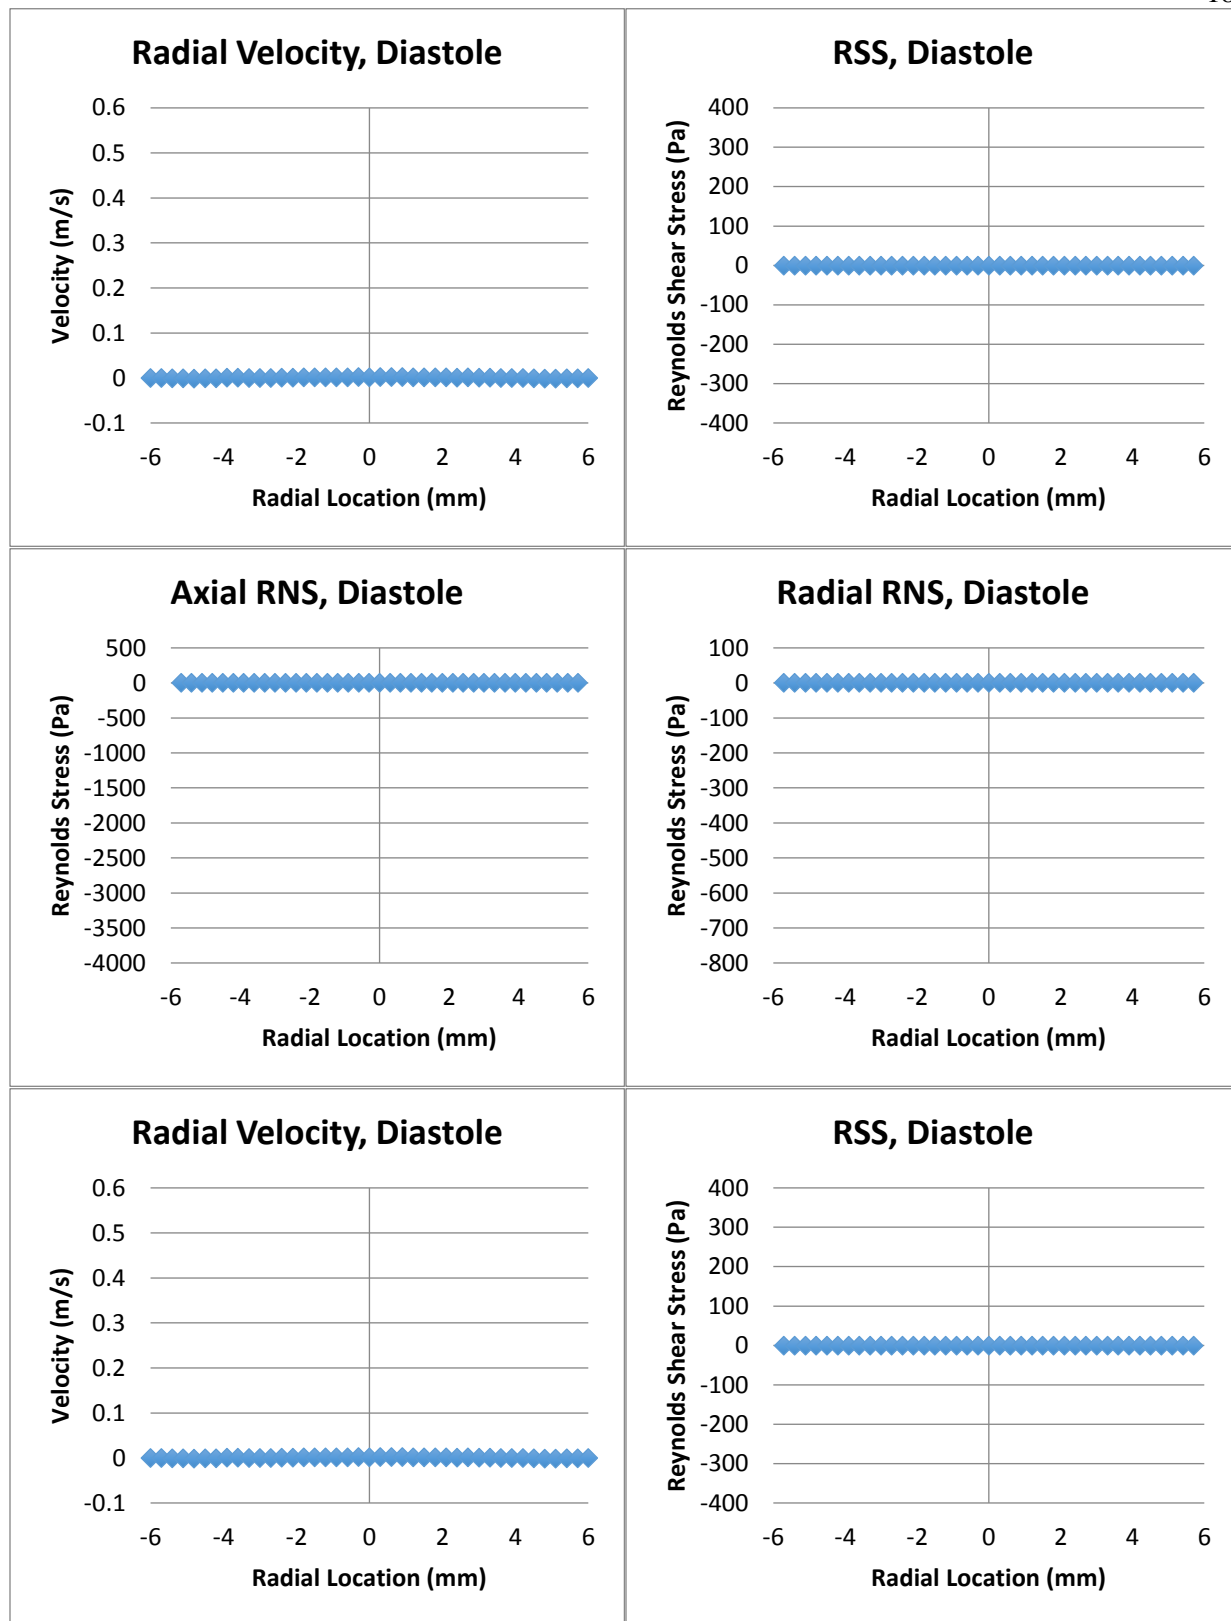 Radial Velocity, Diastole
Velocity (m/s)
0.6
0.5
0.4
0.3
0.2
0.1
0
-0.1
-6 -4 -2 0 2 4 6
Radial Location (mm)
RSS, Diastole
Reynolds Shear Stress (Pa)
400
300
200
100
0
-100
-200
-300
-400
-6 -4 -2 0 2 4 6
Radial Location (mm)
Axial RNS, Diastole
Reynolds Stress (Pa)
500
0
-500
-1000
-1500
-2000
-2500
-3000
-3500
-4000
-6 -4 -2 0 2 4 6
Radial Location (mm)
Radial RNS, Diastole
Reynolds Stress (Pa)
100
0
-100
-200
-300
-400
-500
-600
-700
-800
-6 -4 -2 0 2 4 6
Radial Location (mm)
Radial Velocity, Diastole
Velocity (m/s)
0.6
0.5
0.4
0.3
0.2
0.1
0
-0.1
-6 -4 -2 0 2 4 6
Radial Location (mm)
RSS, Diastole
Reynolds Shear Stress (Pa)
400
300
200
100
0
-100
-200
-300
-400
-6 -4 -2 0 2 4 6
Radial Location (mm)